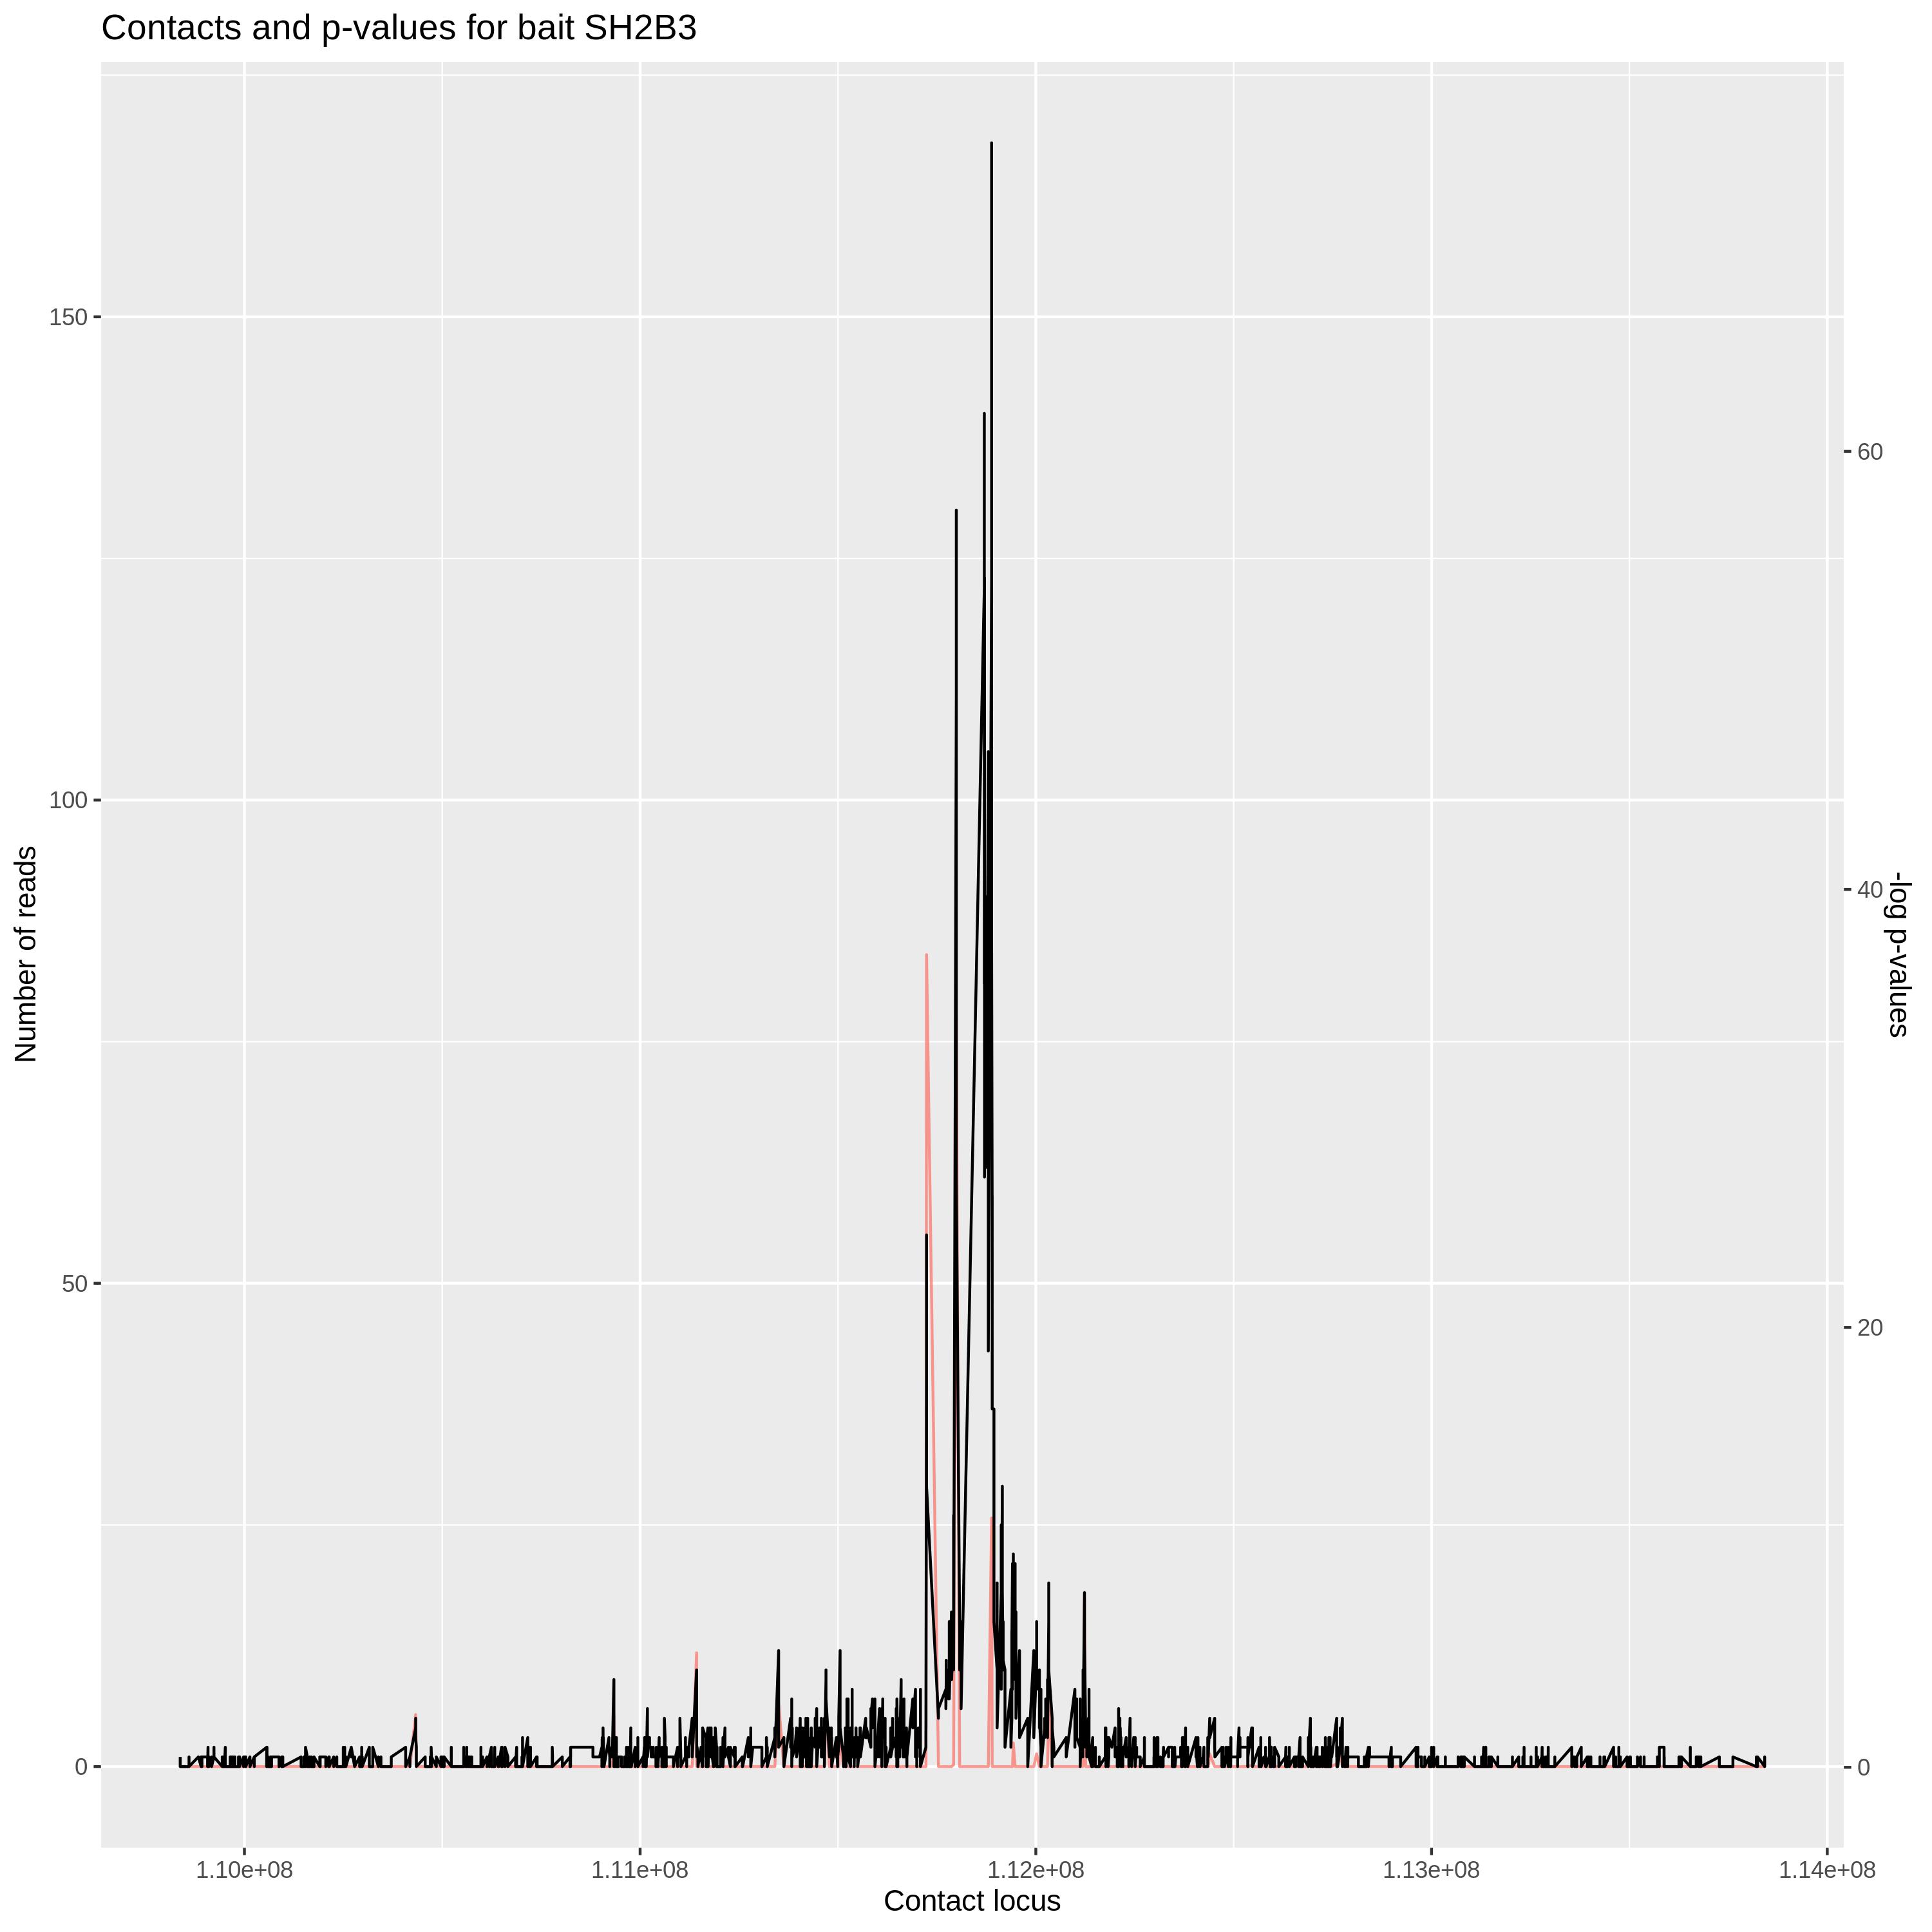 Contacts and p-values for bait SH2B3
150
100
50
0
Number of reads
60
40
20
0
-log p-values
1.10e+08 1.11e+08 1.12e+08 1.13e+08 1.14e+08
Contact locus